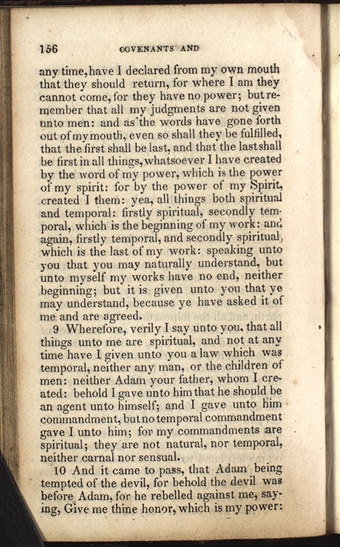 156 COVENANTS AND
any time, have I declared from my own mouth
that they should return, for where I am they
cannot come, for they have no power; but re-
member that all my judgments are not given
unto men: and as the words have gone forth
out of my mouth, even so shall they be fulfilled,
that the first shall be last, and that the last shall
be first in all things, whatsoever I have created
by the word of my power, which is the power
of my spirit: for by the power of my Spirit,
created I them: yea, all things both spiritual
and temporal: firstly spiritual, secondly tem-
poral, which is the beginning of my work: and
again, firstly temporal, and secondly spiritual,
which is the last of my work: speaking unto
you that you may naturally understand, but
unto myself my works have no end, neither
beginning; but it is given unto you that ye
may understand, because ye have asked it of
me and are agreed.
9 Wherefore, verily I say unto you. that all
things unto me are spiritual, and not at any
time have I given unto you a law which was
temporal, neither any man, or the children of
men: neither Adam your father, whom I cre-
ated: behold I gave unto him that he should be
an agent unto himself; and I gave unto him
commandment, but no temporal commandment
gave I unto him; for my commandments are
spiritual; they are not natural, nor temporal,
neither carnal nor sensual.
10 And it came to pass, that Adam being
tempted of the devil, for behold the devil was
before Adam, for he rebelled against me, say-
ing, Give me thine honor, which is my power: